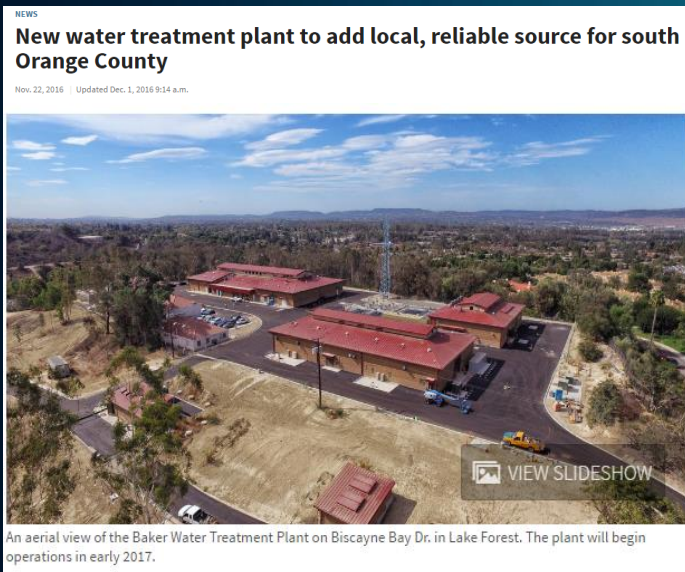 NEWS
New water treatment plant to add local, reliable source for south
Orange County
Nov. 22, 2016 | Updated Dec. 1, 2016 9:14 a.m.
VIEW SLIDESHOW
An aerial view of the Baker Water Treatment Plant on Biscayne Bay Dr. in Lake Forest. The plant will begin
operations in early 2017.